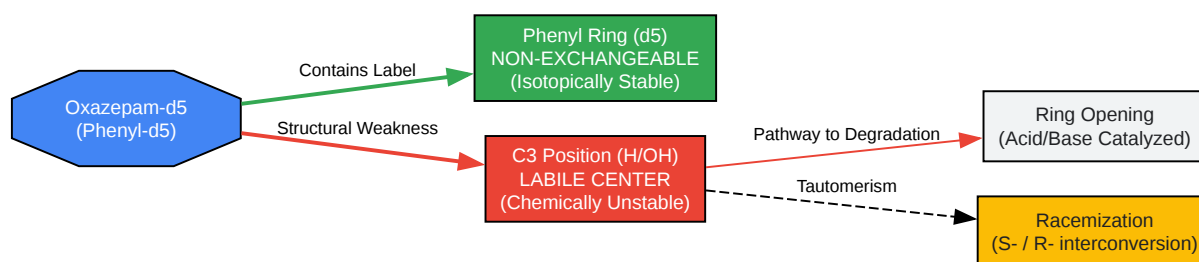 Oxazepam-d5
(Phenyl-d5)
Contains Label
Structural Weakness
Phenyl Ring (d5)
NON-EXCHANGEABLE
(Isotopically Stable)
C3 Position (H/OH)
LABILE CENTER
(Chemically Unstable)
Pathway to Degradation
Tautomerism
Ring Opening
(Acid/Base Catalyzed)
Racemization
(S- / R- interconversion)